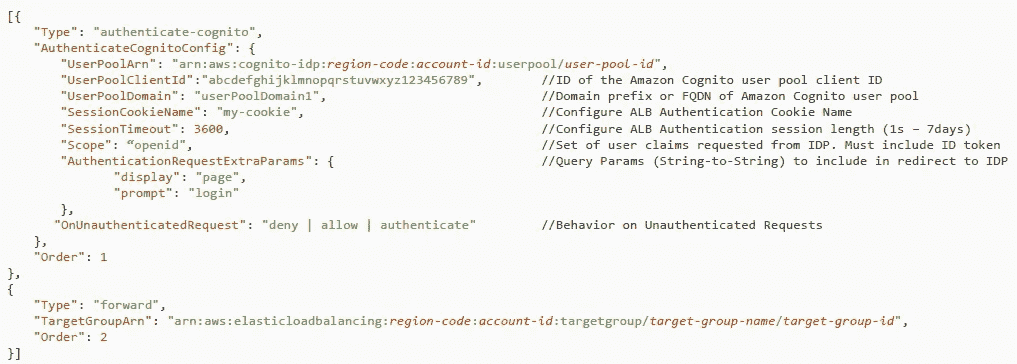 [{
"Type": "authenticate-cognito",
"AuthenticateCognitoConfig": {
"UserPoolArn": "arn:aws:cognito-idp:region-code:account-id:userpool/user-pool-id",
"UserPoolClientId":"abcdefghijklmnopqrstuvwxyz123456789", //ID of the Amazon Cognito user pool client ID
"UserPoolDomain": "userPoolDomain1", //Domain prefix or FQDN of Amazon Cognito user pool
"SessionCookieName": "my-cookie", //Configure ALB Authentication Cookie Name
"SessionTimeout": 3600, //Configure ALB Authentication session length (1s – 7days)
"Scope": “openid", //Set of user claims requested from IDP. Must include ID token
"AuthenticationRequestExtraParams": { //Query Params (String-to-String) to include in redirect to IDP
"display": "page",
"prompt": "login"
},
"OnUnauthenticatedRequest": "deny | allow | authenticate" //Behavior on Unauthenticated Requests
},
"Order": 1
},
{
"Type": "forward",
"TargetGroupArn": "arn:aws:elasticloadbalancing:region-code:account-id:targetgroup/target-group-name/target-group-id",
"Order": 2
}]